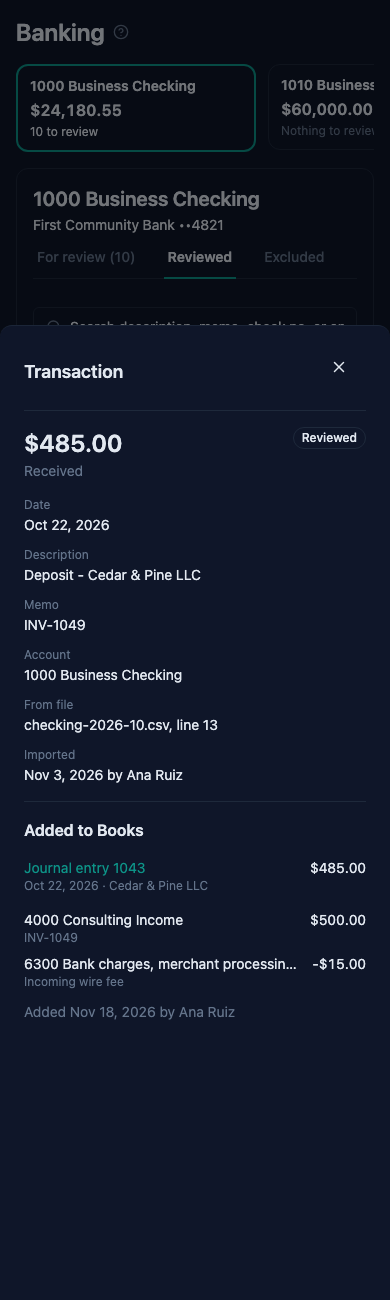 Banking
1000 Business Checking
$24,180.55
10 to review
1010 Business
$60,000.00
Nothing to review
1000 Business Checking
First Community Bank ••4821
For review (10)
Reviewed
Excluded
Transaction
$485.00
Reviewed
Received
Date
Oct 22, 2026
Description
Deposit - Cedar & Pine LLC
Memo
INV-1049
Account
1000 Business Checking
From file
checking-2026-10.csv, line 13
Imported
Nov 3, 2026 by Ana Ruiz
Added to Books
Journal entry 1043 $485.00
Oct 22, 2026 · Cedar & Pine LLC
4000 Consulting Income $500.00
INV-1049
6300 Bank charges, merchant processin... -$15.00
Incoming wire fee
Added Nov 18, 2026 by Ana Ruiz